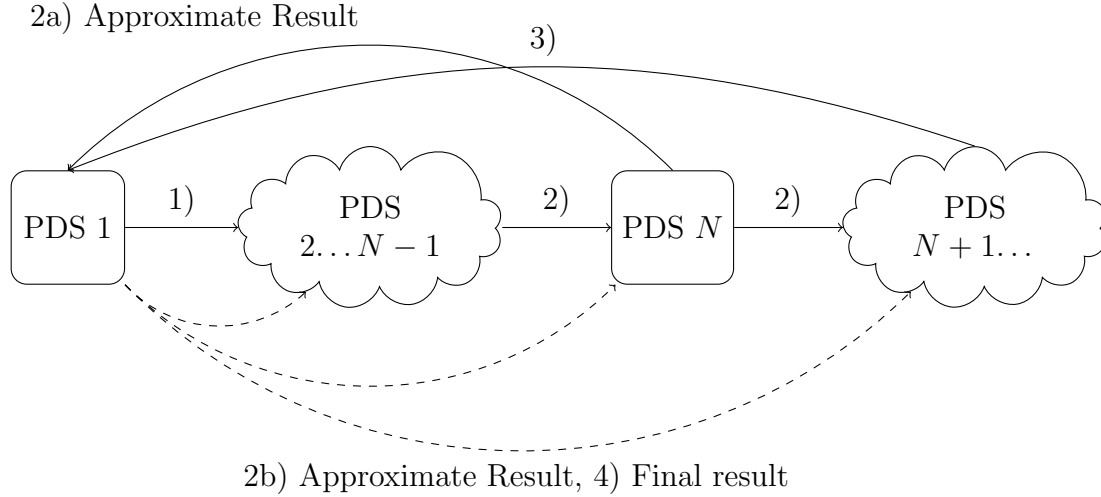 2a) Approximate Result
3)
PDS 1
1)
PDS
2...N − 1
2)
PDS N
2)
PDS
N + 1...
2b) Approximate Result, 4) Final result